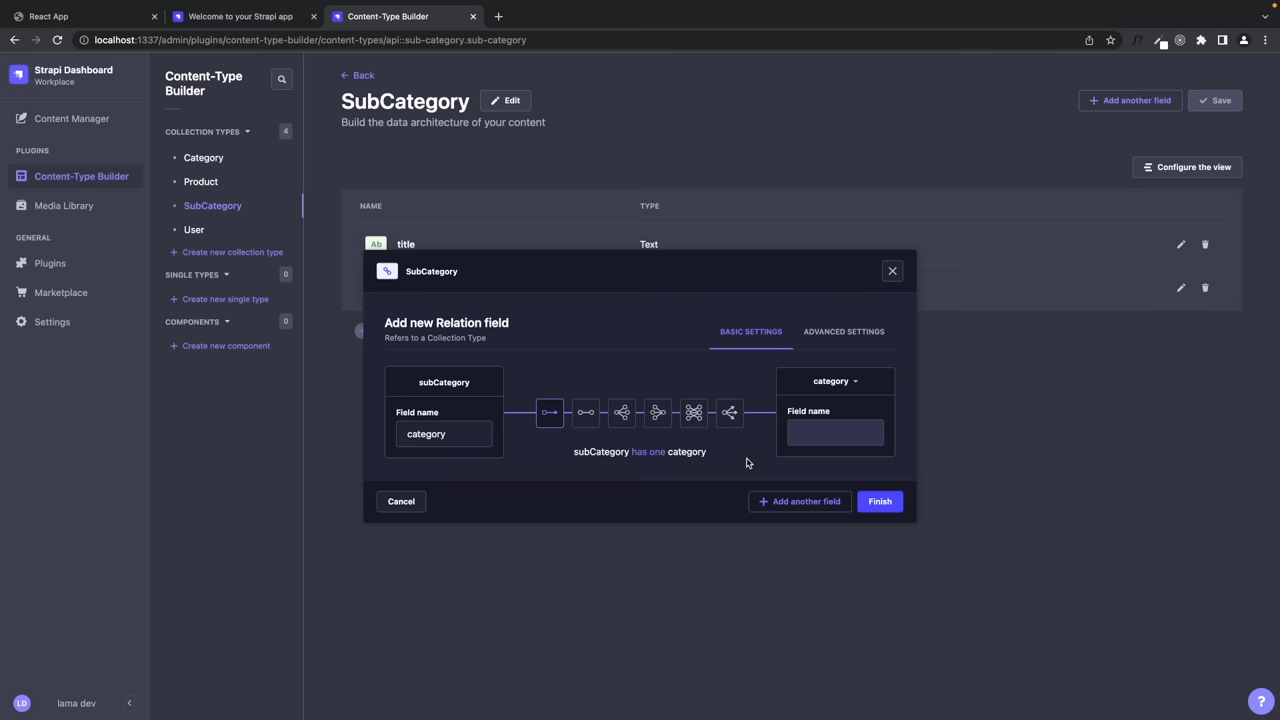 React App
Welcome to your Strapi app
Content-Type Builder
localhost:1337/admin/plugins/content-type-builder/content-types/api::sub-category.sub-category
Strapi Dashboard
Workplace
Content Manager
PLUGINS
Content-Type Builder
Media Library
GENERAL
Plugins
Marketplace
Settings
LD
lama dev
Content-Type
Builder
COLLECTION TYPES
4
Category
Product
SubCategory
User
Create new collection type
SINGLE TYPES
0
Create new single type
COMPONENTS
0
Create new component
Back
SubCategory
Edit
Build the data architecture of your content
Add another field
Save
Configure the view
NAME
TYPE
Ab
title
Text
SubCategory
Add new Relation field
Refers to a Collection Type
BASIC SETTINGS
ADVANCED SETTINGS
subCategory
Field name
category
subCategory has one category
category
Field name
Cancel
Add another field
Finish
?